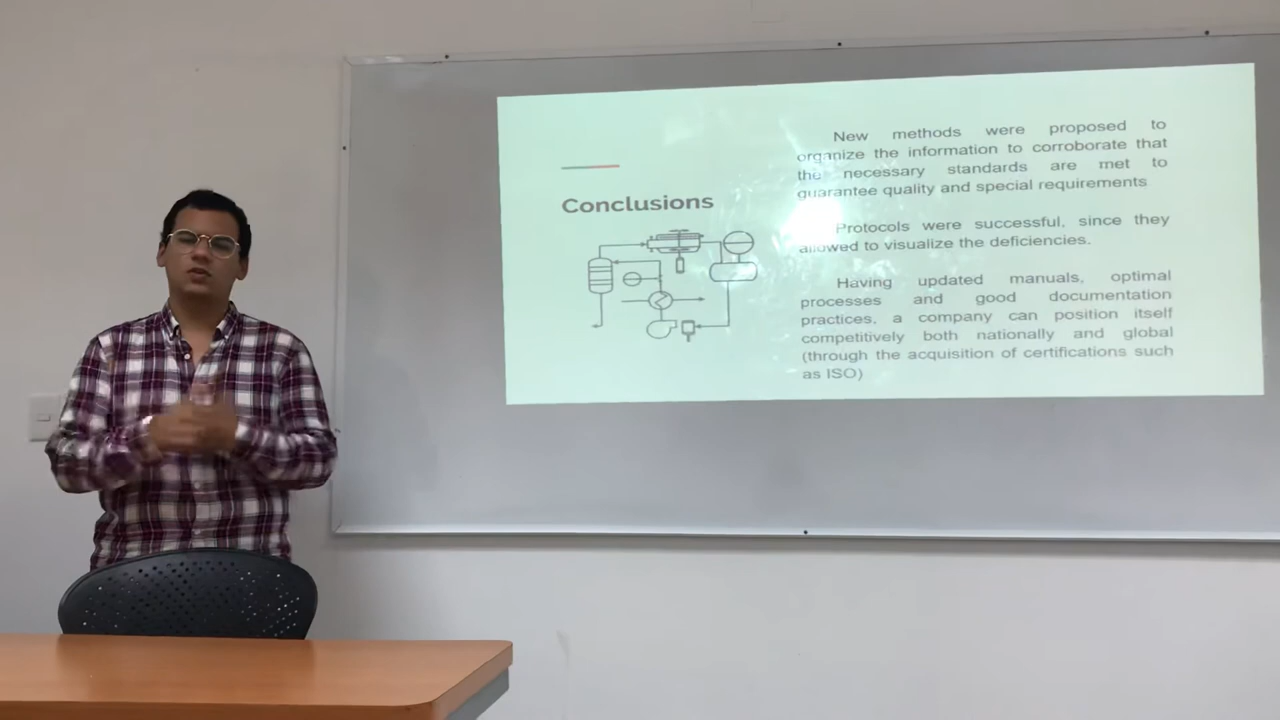 Conclusions
New methods were proposed to
organize the information to corroborate that
the necessary standards are met to
guarantee quality and special requirements
Protocols were successful, since they
allowed to visualize the deficiencies.
Having updated manuals, optimal
processes and good documentation
practices, a company can position itself
competitively both nationally and global
(through the acquisition of certifications such
as ISO)